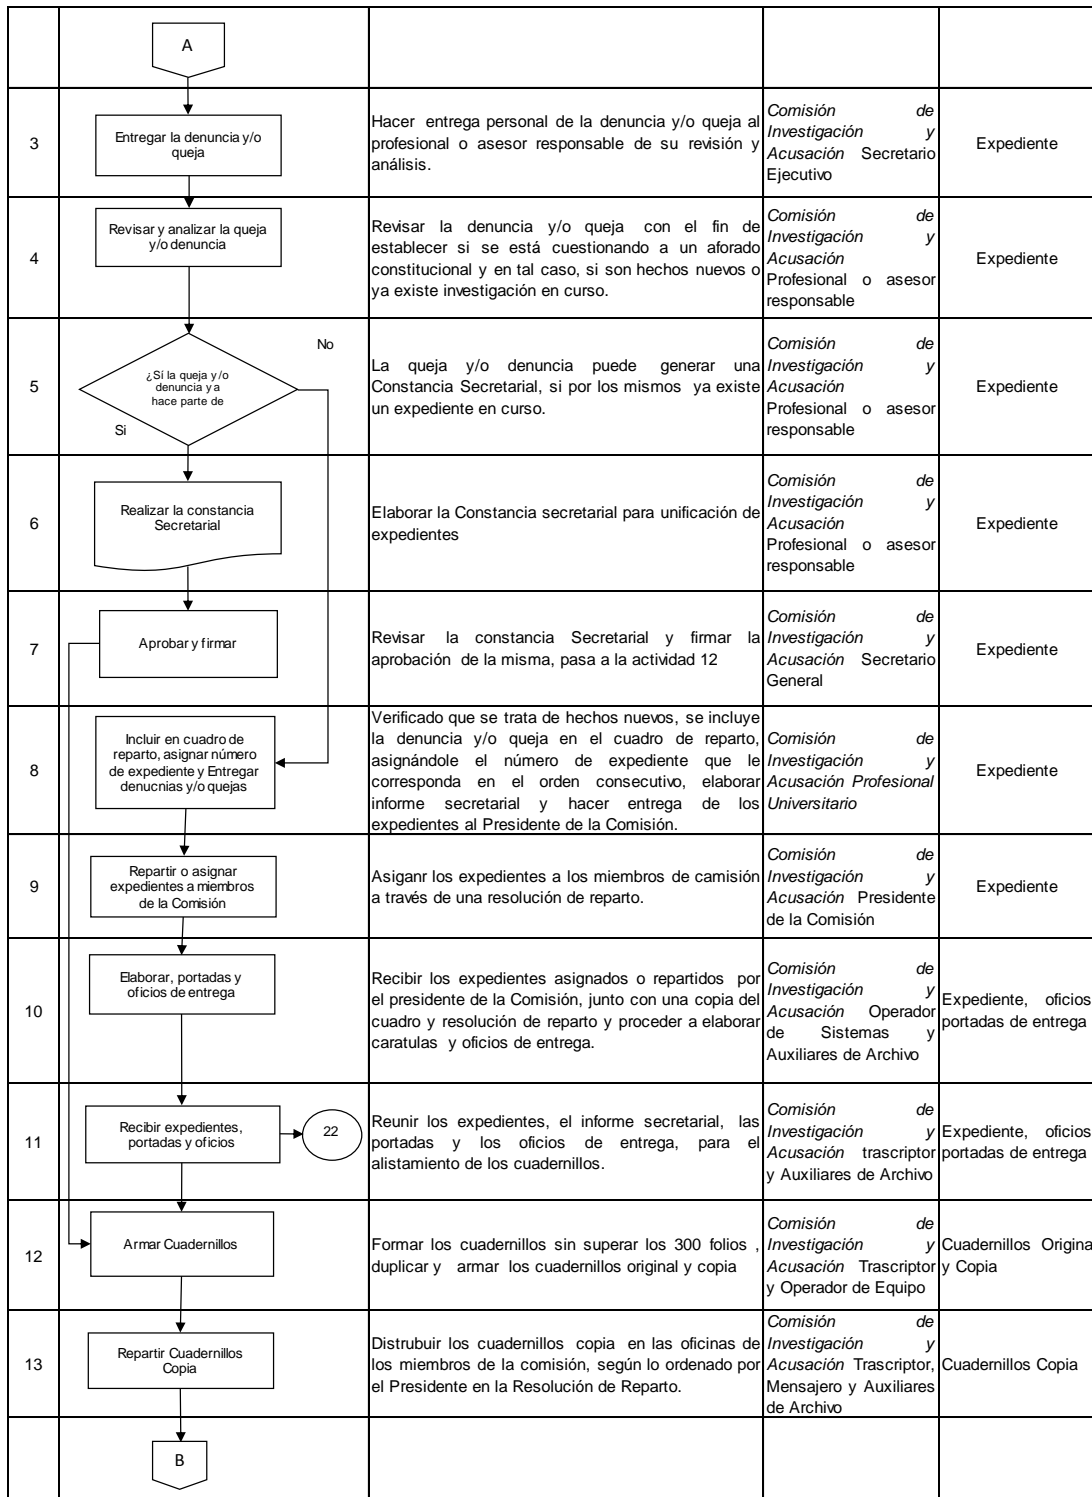 A
3
Entregar la denuncia y/o
queja
Hacer entrega personal de la denuncia y/o queja al
profesional o asesor responsable de su revisión y
análisis.
Comisión de
Investigación y
Acusación Secretario
Ejecutivo
Expediente
4
Revisar y analizar la queja
y/o denuncia
Revisar la denuncia y/o queja con el fin de
establecer si se está cuestionando a un aforado
constitucional y en tal caso, si son hechos nuevos o
ya existe investigación en curso.
Comisión de
Investigación y
Acusación
Profesional o asesor
responsable
Expediente
5
¿Sí la queja y/o
denuncia ya
hace parte de
No
Si
La queja y/o denuncia puede generar una
Constancia Secretarial, si por los mismos ya existe
un expediente en curso.
Comisión de
Investigación y
Acusación
Profesional o asesor
responsable
Expediente
6
Realizar la constancia
Secretarial
Elaborar la Constancia secretarial para unificación de
expedientes
Comisión de
Investigación y
Acusación
Profesional o asesor
responsable
Expediente
7
Aprobar y firmar
Revisar la constancia Secretarial y firmar la
aprobación de la misma, pasa a la actividad 12
Comisión de
Investigación y
Acusación Secretario
General
Expediente
8
Incluir en cuadro de
reparto, asignar número
de expediente y Entregar
denucnias y/o quejas
Verificado que se trata de hechos nuevos, se incluye
la denuncia y/o queja en el cuadro de reparto,
asignándole el número de expediente que le
corresponda en el orden consecutivo, elaborar
informe secretarial y hacer entrega de los
expedientes al Presidente de la Comisión.
Comisión de
Investigación y
Acusación Profesional
Universitario
Expediente
9
Repartir o asignar
expedientes a miembros
de la Comisión
Asiganr los expedientes a los miembros de camisión
a través de una resolución de reparto.
Comisión de
Investigación y
Acusación Presidente
de la Comisión
Expediente
10
Elaborar, portadas y
oficios de entrega
Recibir los expedientes asignados o repartidos por
el presidente de la Comisión, junto con una copia del
cuadro y resolución de reparto y proceder a elaborar
caratulas y oficios de entrega.
Comisión de
Investigación y
Acusación Operador
de Sistemas y
Auxiliares de Archivo
Expediente, oficios
portadas de entrega
11
Recibir expedientes,
portadas y oficios
22
Reunir los expedientes, el informe secretarial, las
portadas y los oficios de entrega, para el
alistamiento de los cuadernillos.
Comisión de
Investigación y
Acusación trascriptor
y Auxiliares de Archivo
Expediente, oficios
portadas de entrega
12
Armar Cuadernillos
Formar los cuadernillos sin superar los 300 folios ,
duplicar y armar los cuadernillos original y copia
Comisión de
Investigación y
Acusación Trascriptor
y Operador de Equipo
Cuadernillos Origina
y Copia
13
Repartir Cuadernillos
Copia
Distrubuir los cuadernillos copia en las oficinas de
los miembros de la comisión, según lo ordenado por
el Presidente en la Resolución de Reparto.
Comisión de
Investigación y
Acusación Trascriptor,
Mensajero y Auxiliares
de Archivo
Cuadernillos Copia
B